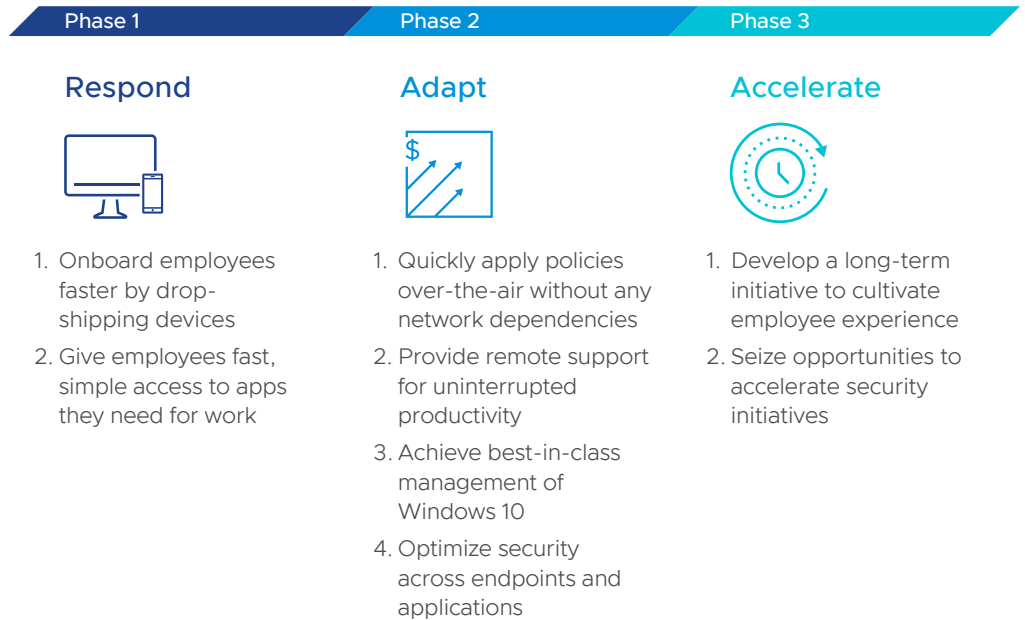 Phase 1
Phase 2
Phase 3
Respond
Adapt
Accelerate
$
1. Onboard employees
faster by drop-
shipping devices
2. Give employees fast,
simple access to apps
they need for work
1. Quickly apply policies
over-the-air without any
network dependencies
2. Provide remote support
for uninterrupted
productivity
3. Achieve best-in-class
management of
Windows 10
4. Optimize security
across endpoints and
applications
1. Develop a long-term
initiative to cultivate
employee experience
2. Seize opportunities to
accelerate security
initiatives